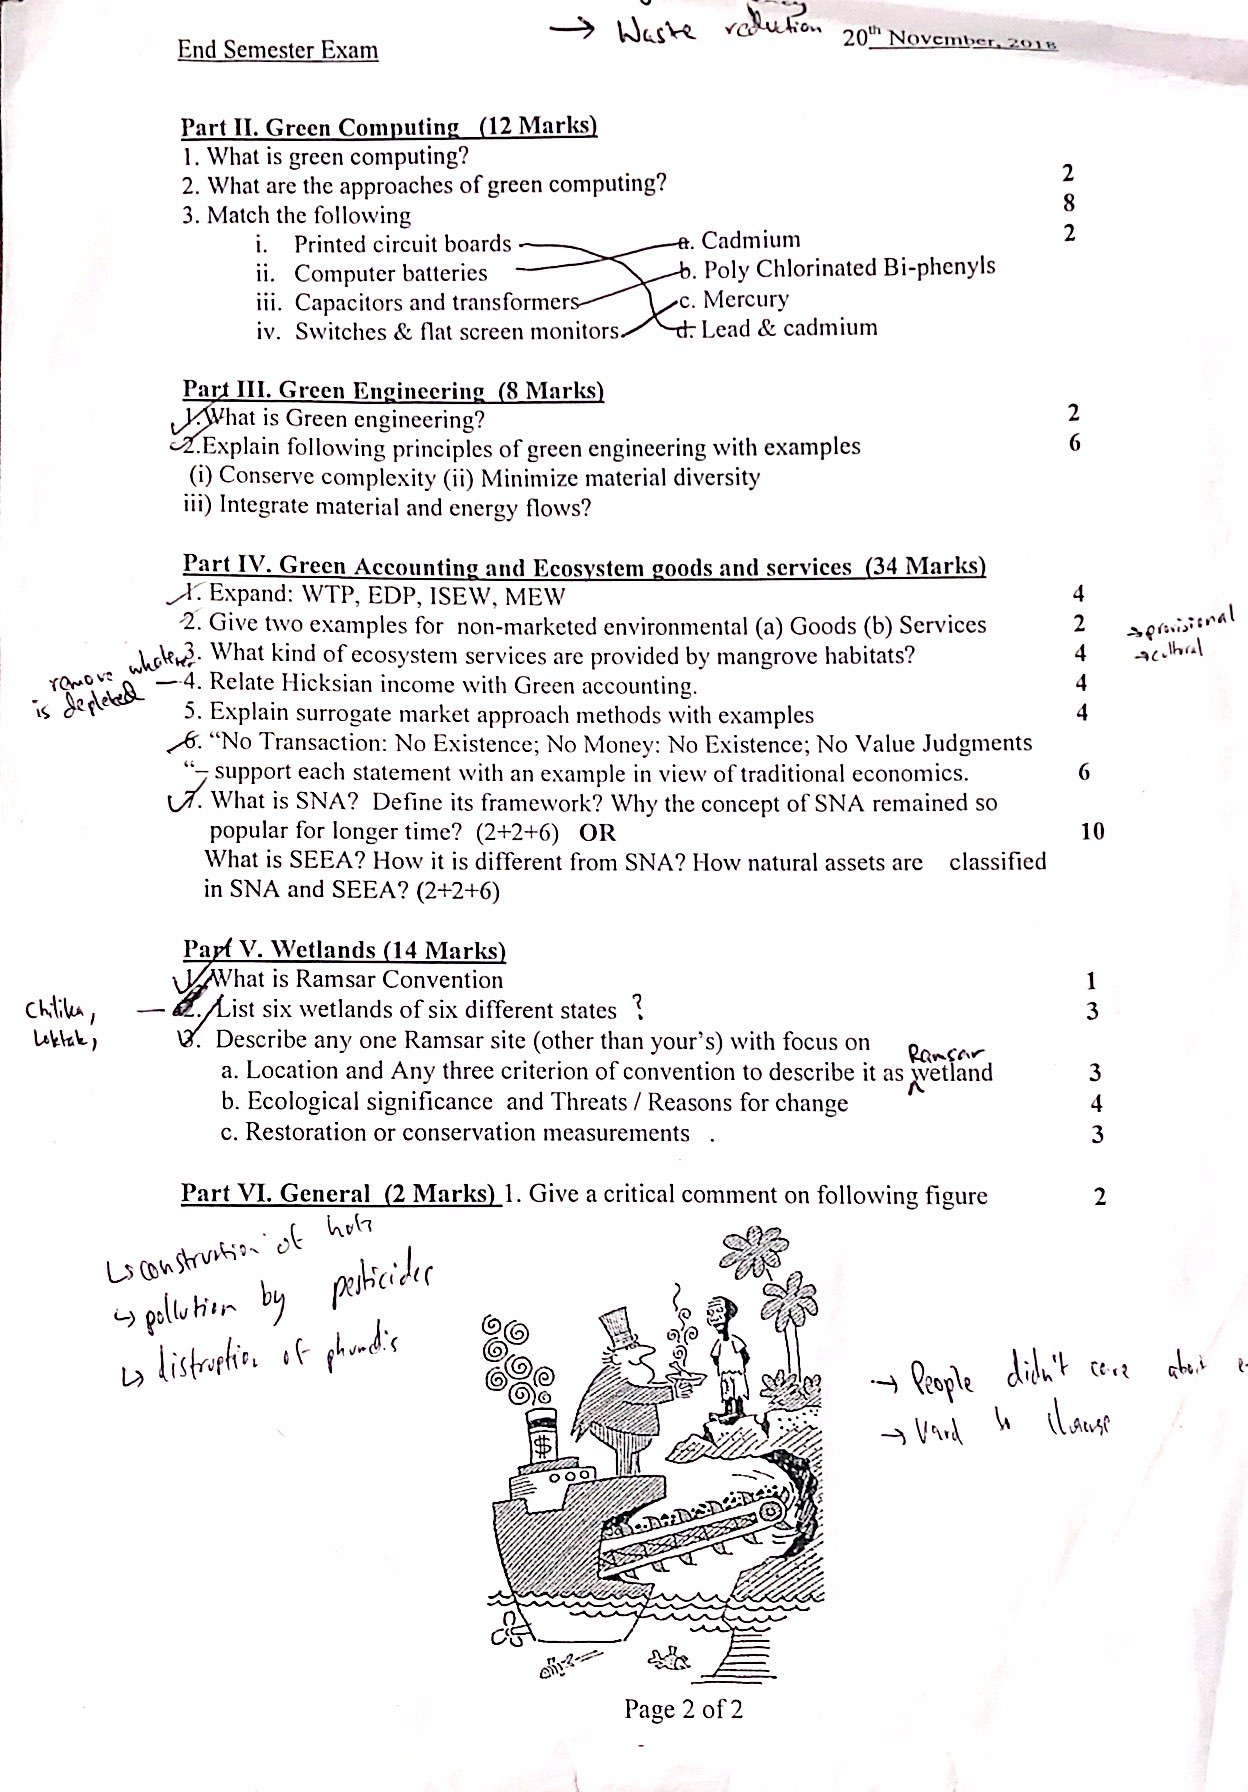 → Waste reduction
End Semester Exam
20th November, 2018
Part II. Green Computing (12 Marks)
1. What is green computing? 2
2. What are the approaches of green computing? 8
3. Match the following 2
i. Printed circuit boards a. Cadmium
ii. Computer batteries b. Poly Chlorinated Bi-phenyls
iii. Capacitors and transformers c. Mercury
iv. Switches & flat screen monitors d. Lead & cadmium
Part III. Green Engineering (8 Marks)
1. What is Green engineering? 2
2. Explain following principles of green engineering with examples 6
(i) Conserve complexity (ii) Minimize material diversity
iii) Integrate material and energy flows?
Part IV. Green Accounting and Ecosystem goods and services (34 Marks)
1. Expand: WTP, EDP, ISEW, MEW 4
2. Give two examples for non-marketed environmental (a) Goods (b) Services 2
→ provisional
→ cultural
3. What kind of ecosystem services are provided by mangrove habitats? 4
remove whatever
is depleted
4. Relate Hicksian income with Green accounting. 4
5. Explain surrogate market approach methods with examples 4
6. “No Transaction: No Existence; No Money: No Existence; No Value Judgments
“– support each statement with an example in view of traditional economics. 6
7. What is SNA? Define its framework? Why the concept of SNA remained so
popular for longer time? (2+2+6) OR 10
What is SEEA? How it is different from SNA? How natural assets are classified
in SNA and SEEA? (2+2+6)
Part V. Wetlands (14 Marks)
1. What is Ramsar Convention 1
2. List six wetlands of six different states ? 3
Chilika,
Loktak,
3. Describe any one Ramsar site (other than your's) with focus on
Ramsar
a. Location and Any three criterion of convention to describe it as wetland 3
b. Ecological significance and Threats / Reasons for change 4
c. Restoration or conservation measurements . 3
Part VI. General (2 Marks) 1. Give a critical comment on following figure 2
↳ construction of
↳ pollution by pesticides
↳ distruption of phumdis
$
→ People didn't care about
→
Page 2 of 2